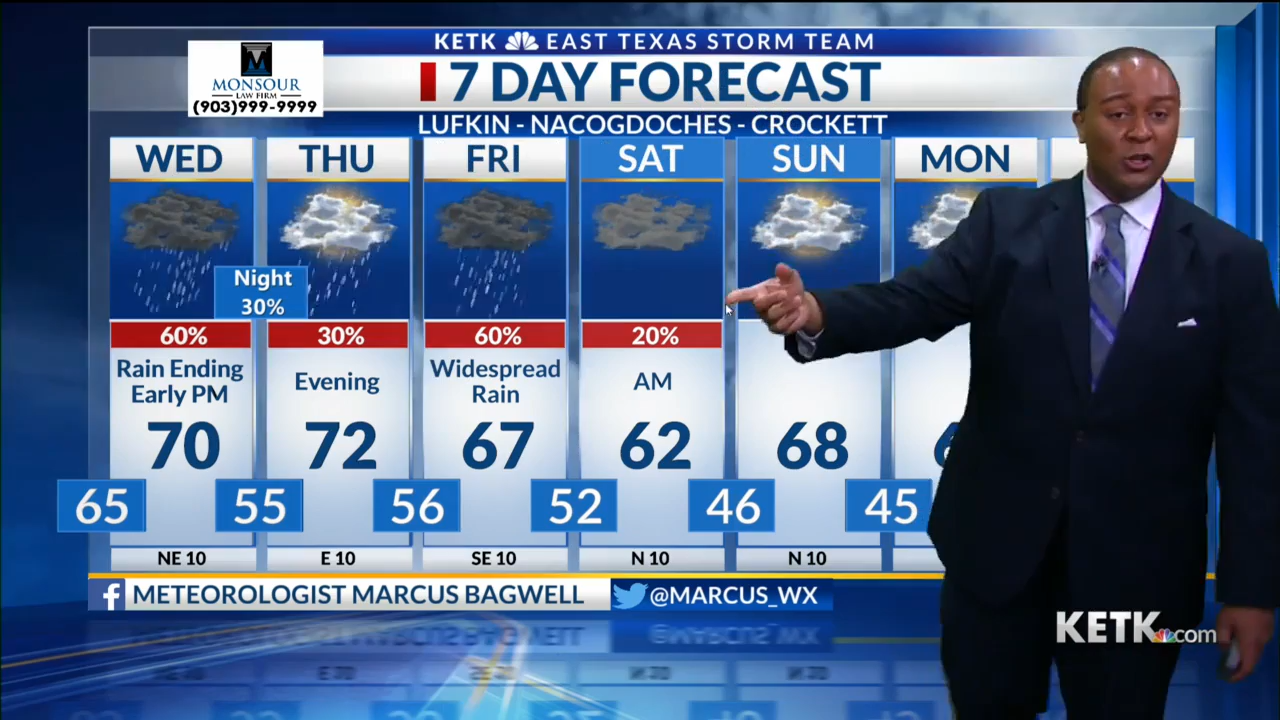 KETK EAST TEXAS STORM TEAM
MONSOUR
LAW FIRM
(903)999-9999
7 DAY FORECAST
LUFKIN - NACOGDOCHES - CROCKETT
WED THU FRI SAT SUN MON
Night
30%
60% 30% 60% 20%
Rain Ending
Early PM
Evening
Widespread
Rain
AM
70 72 67 62 68
65 55 56 52 46 45
NE 10 E 10 SE 10 N 10 N 10
f METEOROLOGIST MARCUS BAGWELL @MARCUS_WX
KETK.com